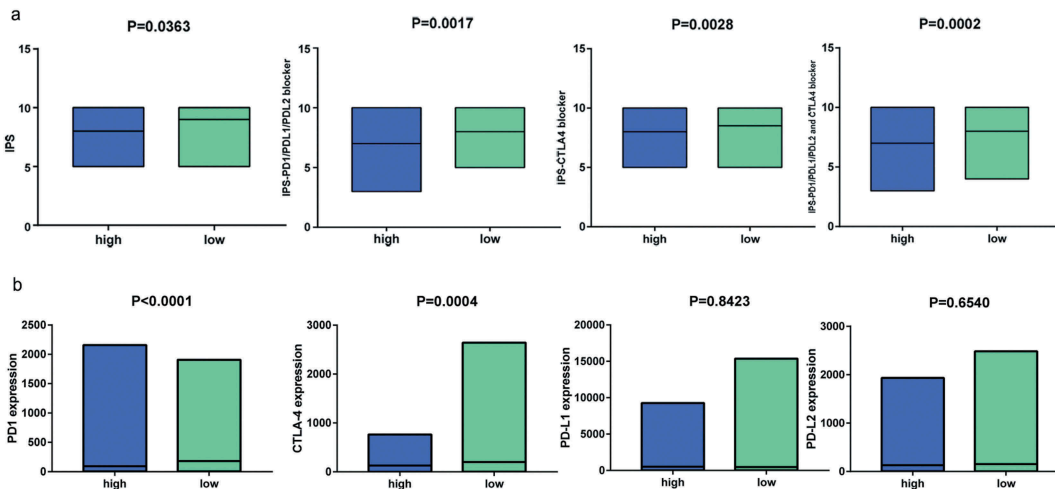 a
P=0.0363
P=0.0017
P=0.0028
P=0.0002
IPS
15
10
5
0
high
low
IPS-PD1/PDL1/PDL2 blocker
15
10
5
0
high
low
IPS-CTLA4 blocker
15
10
5
0
high
low
IPS-PD1/PDL1/PDL2 and CTLA4 blocker
15
10
5
0
high
low
b
P<0.0001
P=0.0004
P=0.8423
P=0.6540
PD1 expression
2500
2000
1500
1000
500
0
high
low
CTLA-4 expression
3000
2000
1000
0
high
low
PD-L1 expression
20000
15000
10000
5000
0
high
low
PD-L2 expression
3000
2000
1000
0
high
low